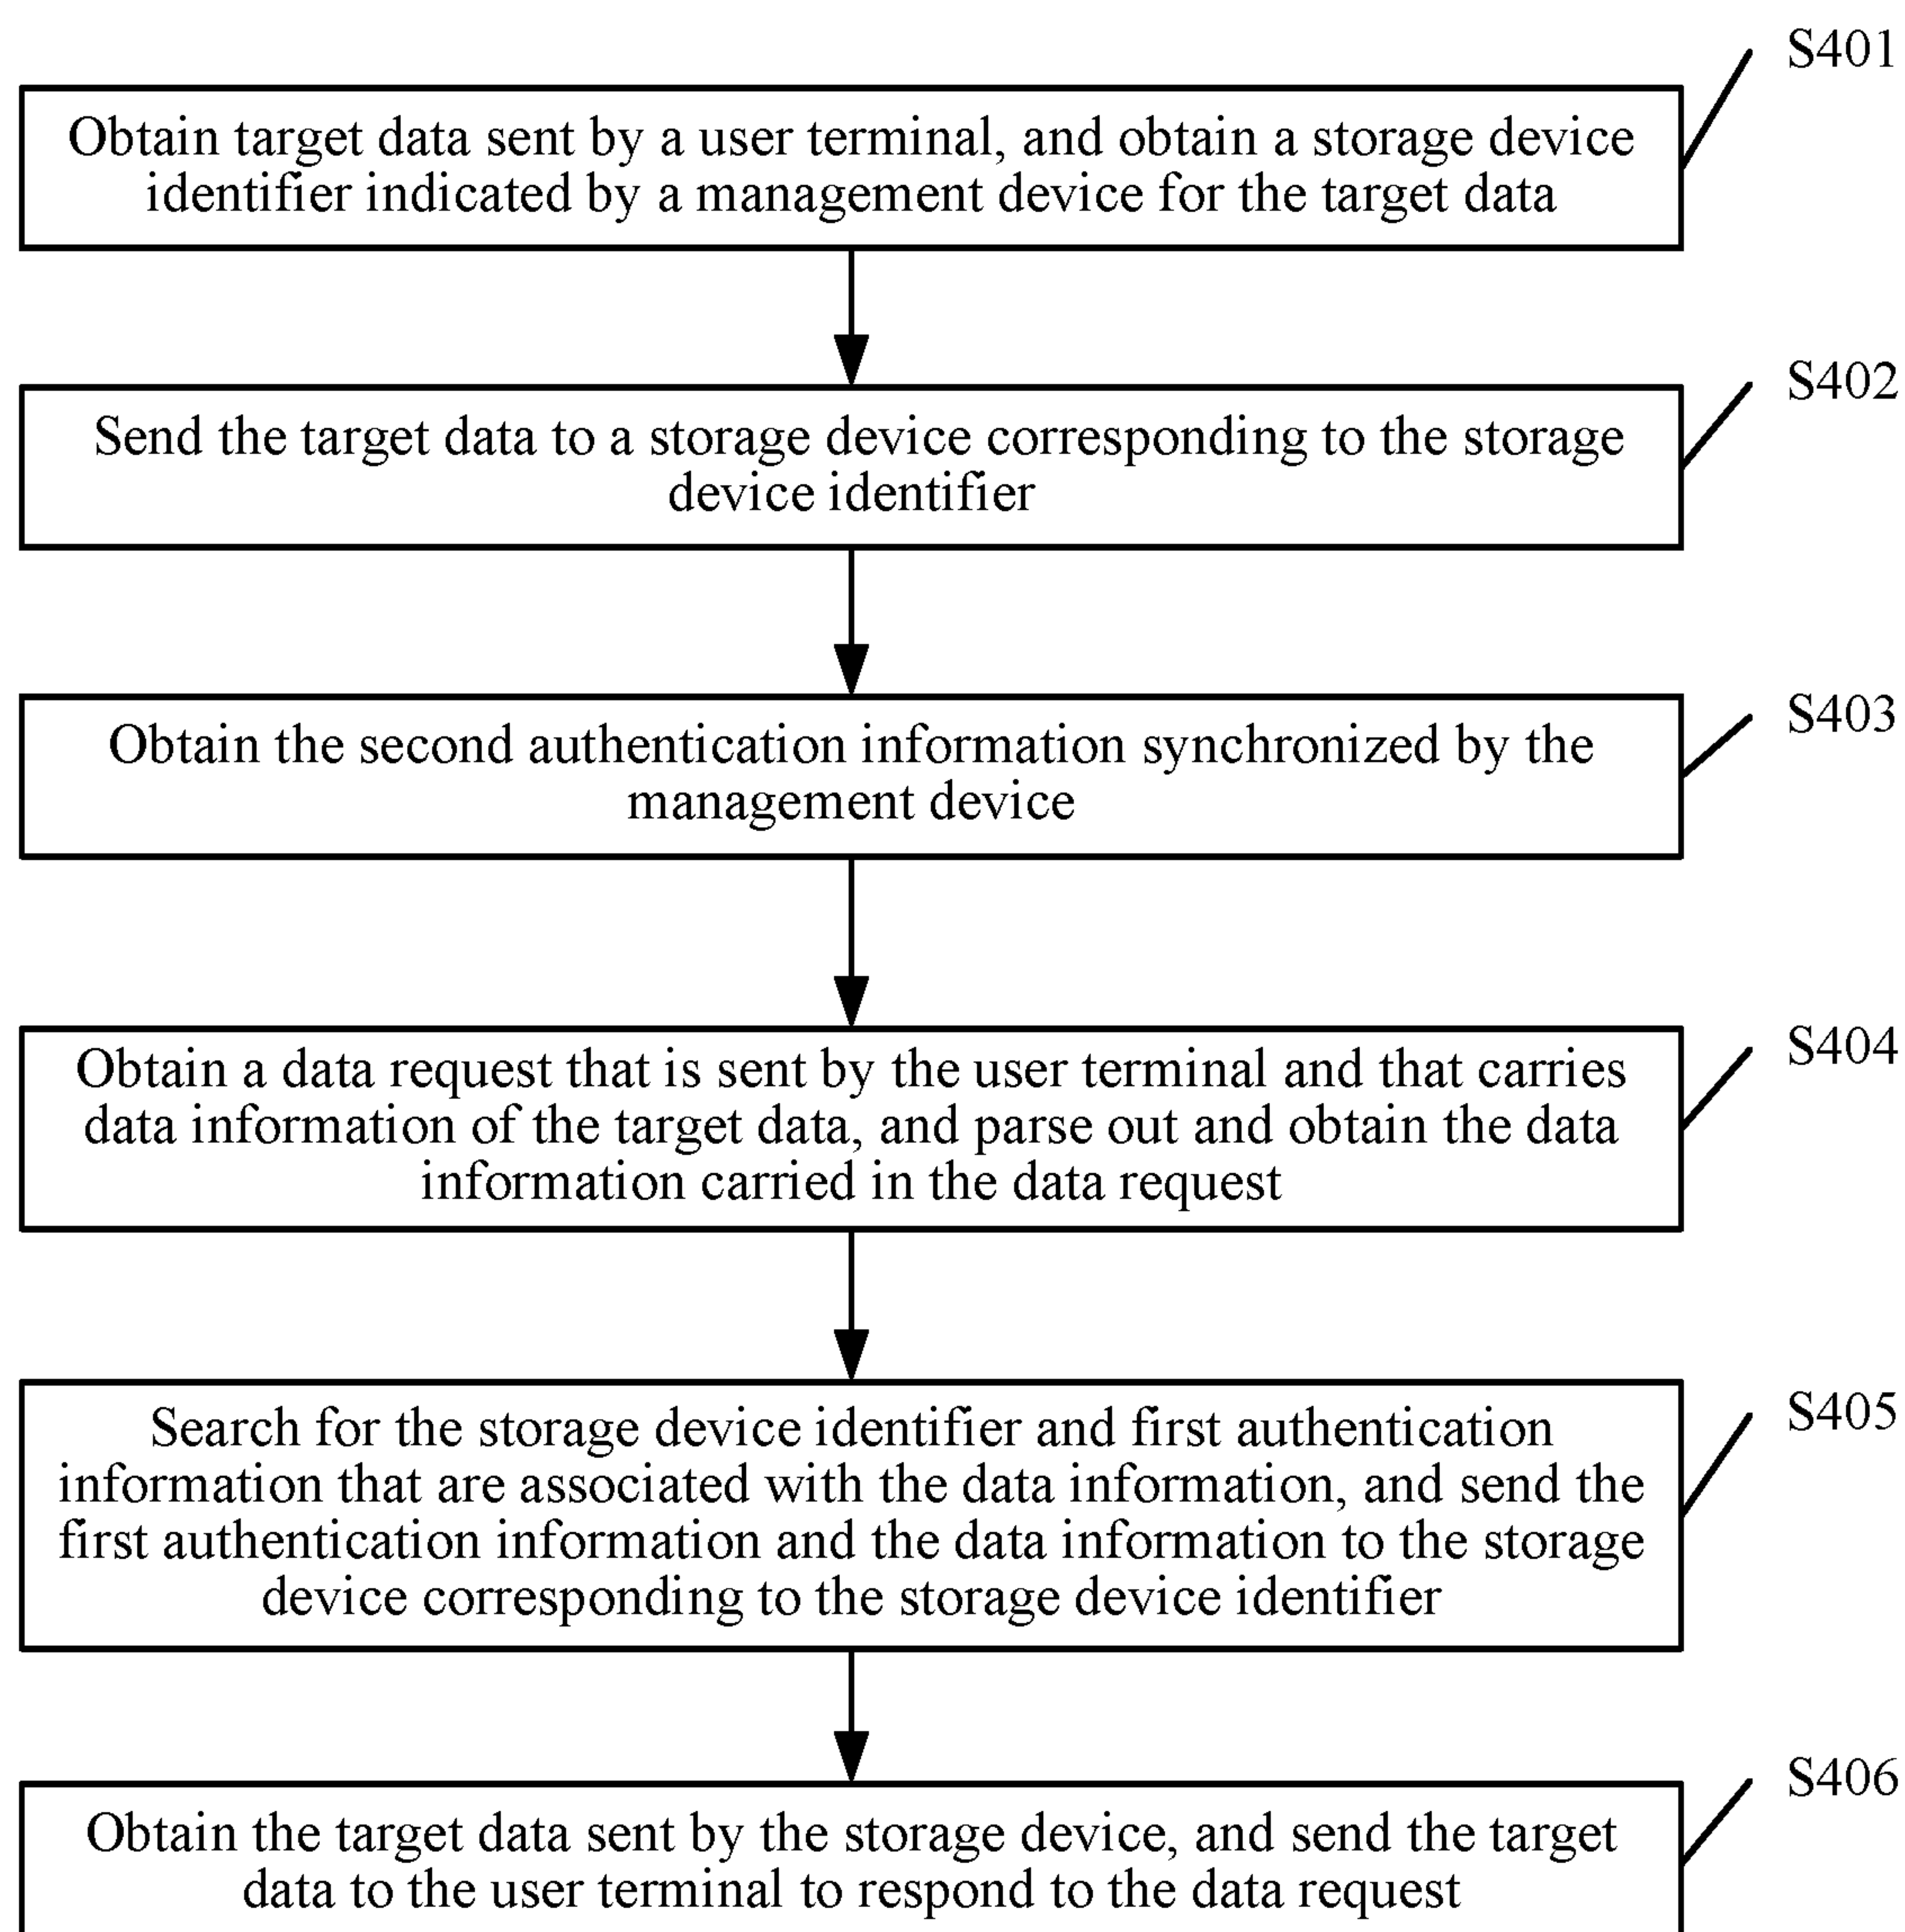 S401
Obtain target data sent by a user terminal, and obtain a storage device
identifier indicated by a management device for the target data
S402
Send the target data to a storage device corresponding to the storage
device identifier
S403
Obtain the second authentication information synchronized by the
management device
S404
Obtain a data request that is sent by the user terminal and that carries
data information of the target data, and parse out and obtain the data
information carried in the data request
S405
Search for the storage device identifier and first authentication
information that are associated with the data information, and send the
first authentication information and the data information to the storage
device corresponding to the storage device identifier
S406
Obtain the target data sent by the storage device, and send the target
data to the user terminal to respond to the data request